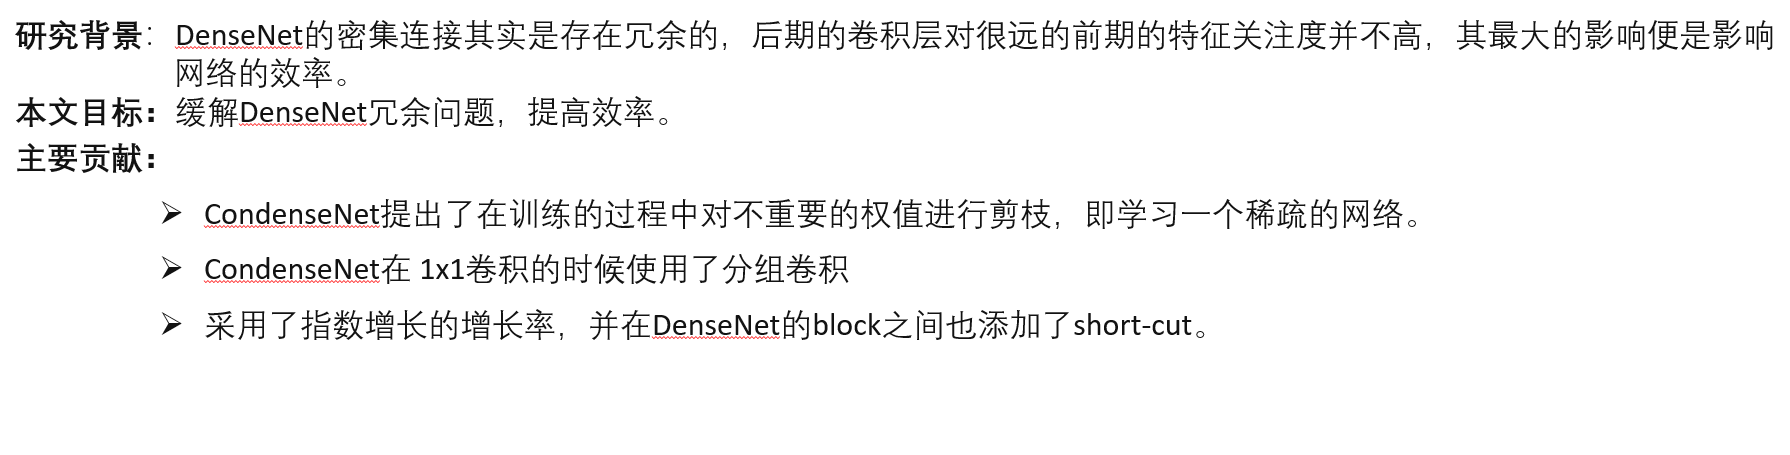 研究背景：DenseNet的密集连接其实是存在冗余的，后期的卷积层对很远的前期的特征关注度并不高，其最大的影响便是影响
网络的效率。
本文目标：缓解DenseNet冗余问题，提高效率。
主要贡献：
➢ CondenseNet提出了在训练的过程中对不重要的权值进行剪枝，即学习一个稀疏的网络。
➢ CondenseNet在 1x1卷积的时候使用了分组卷积
➢ 采用了指数增长的增长率，并在DenseNet的block之间也添加了short-cut。